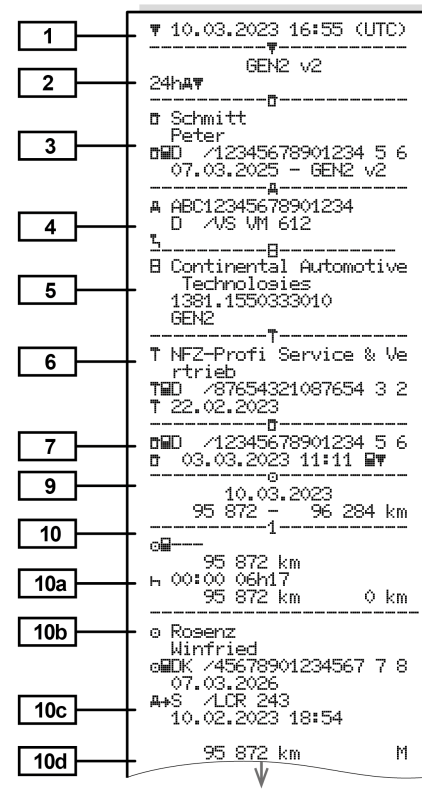 1 ▼ 10.03.2023 16:55 (UTC)
GEN2 v2
2 24h
3 Schmitt
Peter
D /12345678901234 5 6
07.03.2025 - GEN2 v2
A
4 A ABC12345678901234
D /VS VM 612
5 Continental Automotive
Technologies
1381.1550333010
GEN2
T
6 T NFZ-Profi Service & Ve
rtrieb
T D /87654321087654 3 2
T 22.02.2023
7 D /12345678901234 5 6
03.03.2023 11:11
9 10.03.2023
95 872 - 96 284 km
1
10 ---
95 872 km
10a 00:00 06h17
95 872 km 0 km
10b Rogenz
Winfried
DK /45678901234567 7 8
07.03.2026
10c S /LCR 243
10.02.2023 18:54
10d 95 872 km M